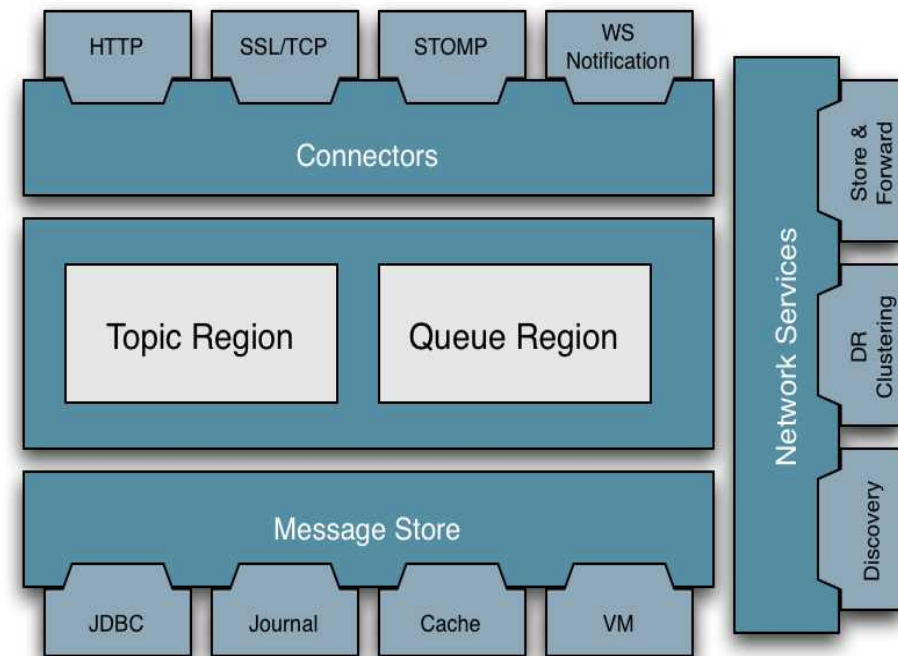 HTTP
SSL/TCP
STOMP
WS
Notification
Connectors
Topic Region
Queue Region
Message Store
JDBC
Journal
Cache
VM
Network Services
Store &
Forward
DR
Clustering
Discovery